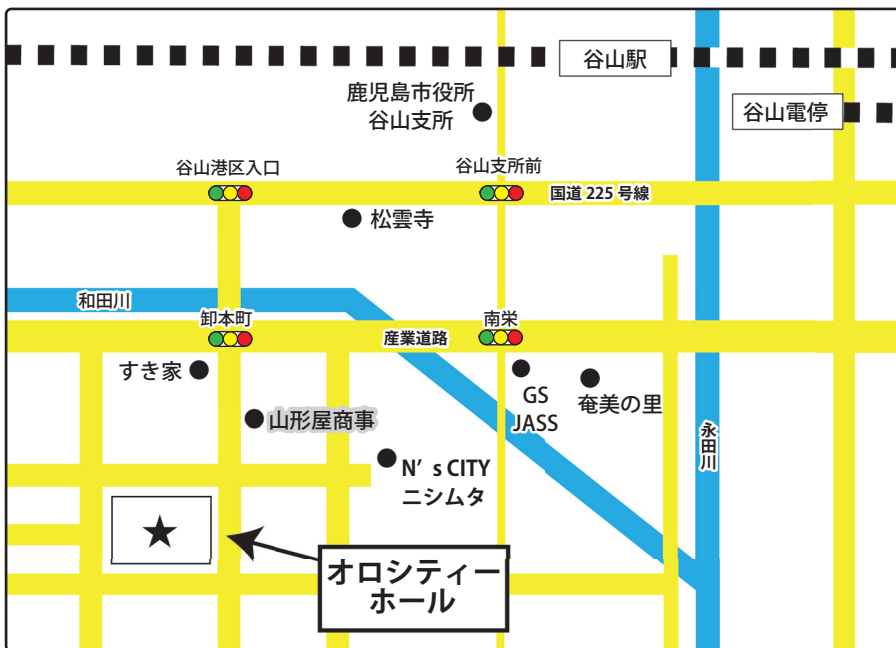 谷山駅
鹿児島市役所
谷山支所
谷山電停
谷山港区入口
谷山支所前
国道 225 号線
松雲寺
和田川
卸本町
産業道路
南栄
すき家
GS
JASS
奄美の里
山形屋商事
永田川
N’s CITY
ニシムタ
オロシティー
ホール